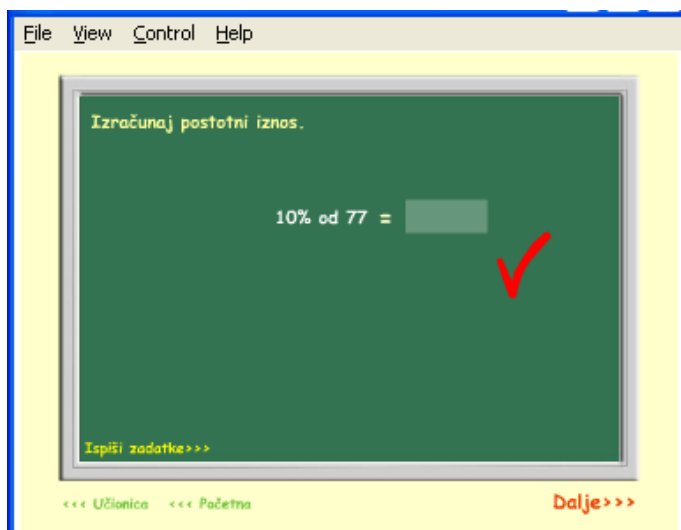 File View Control Help
Izračunaj postotni iznos.
10% od 77 =
Ispiši zadatke>>>
<<< Učionica <<< Početna
Dalje>>>